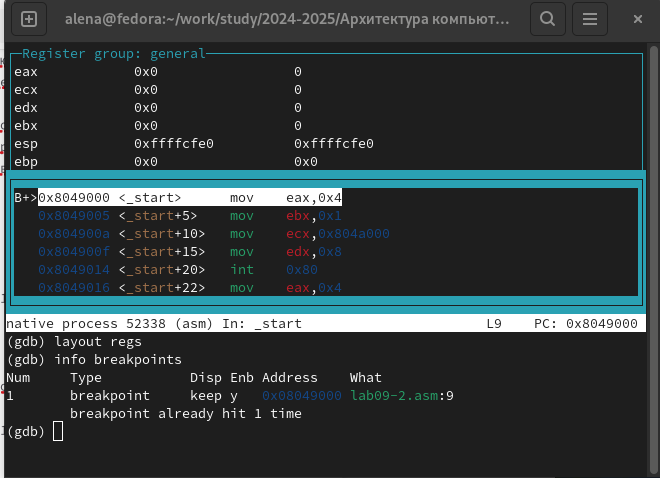 alena@fedora:~/work/study/2024-2025/Архитектура компьют...
Register group: general
eax 0x0 0
ecx 0x0 0
edx 0x0 0
ebx 0x0 0
esp 0xffffcfe0 0xffffcfe0
ebp 0x0 0x0
B+>0x8049000 <_start> mov eax,0x4
0x8049005 <_start+5> mov ebx,0x1
0x804900a <_start+10> mov ecx,0x804a000
0x804900f <_start+15> mov edx,0x8
0x8049014 <_start+20> int 0x80
0x8049016 <_start+22> mov eax,0x4
native process 52338 (asm) In: _start L9 PC: 0x8049000
(gdb) layout regs
(gdb) info breakpoints
Num Type Disp Enb Address What
1 breakpoint keep y 0x08049000 lab09-2.asm:9
breakpoint already hit 1 time
(gdb)